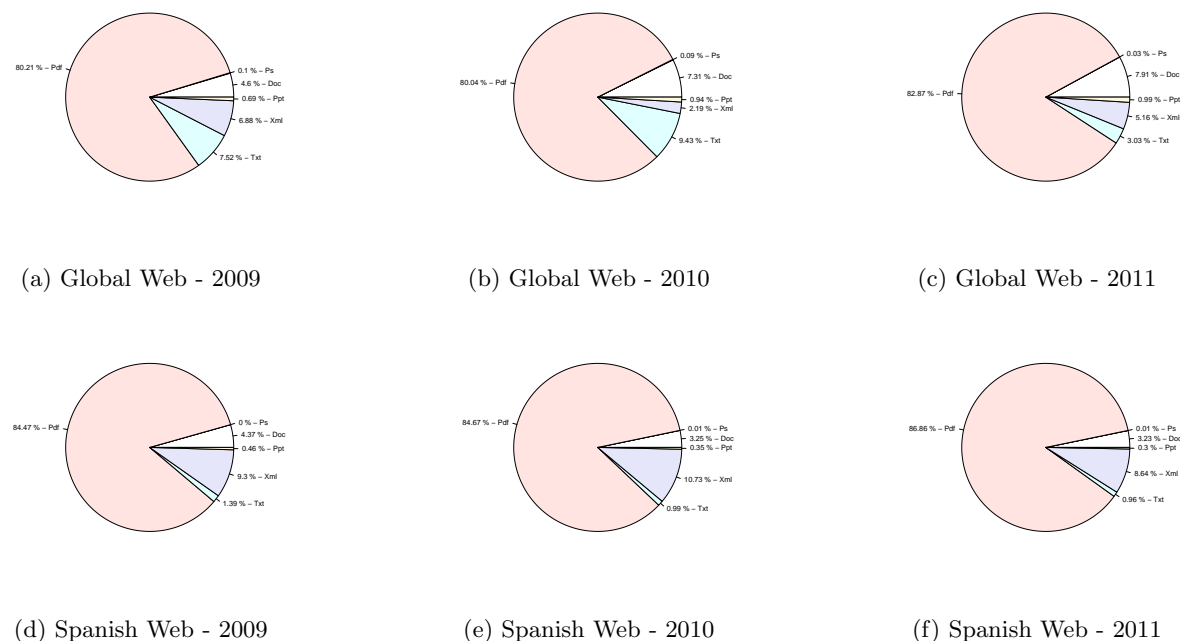 80.21 % − Pdf
0.1 % − Ps
4.6 % − Doc
0.69 % − Ppt
6.88 % − Xml
7.52 % − Txt
(a) Global Web - 2009
80.04 % − Pdf
0.09 % − Ps
7.31 % − Doc
0.94 % − Ppt
2.19 % − Xml
9.43 % − Txt
(b) Global Web - 2010
82.87 % − Pdf
0.03 % − Ps
7.91 % − Doc
0.99 % − Ppt
5.16 % − Xml
3.03 % − Txt
(c) Global Web - 2011
84.47 % − Pdf
0 % − Ps
4.37 % − Doc
0.46 % − Ppt
9.3 % − Xml
1.39 % − Txt
(d) Spanish Web - 2009
84.67 % − Pdf
0.01 % − Ps
3.25 % − Doc
0.35 % − Ppt
10.73 % − Xml
0.99 % − Txt
(e) Spanish Web - 2010
86.86 % − Pdf
0.01 % − Ps
3.23 % − Doc
0.3 % − Ppt
8.64 % − Xml
0.96 % − Txt
(f) Spanish Web - 2011